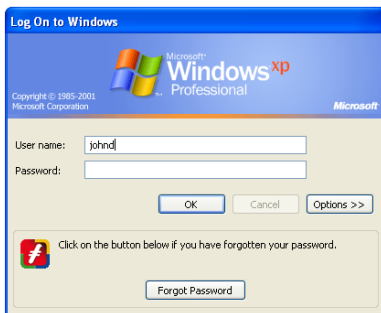 Log On to Windows
Microsoft®
Windows xp
Professional
Copyright © 1985-2001
Microsoft Corporation
Microsoft
User name: johnd
Password:
OK Cancel Options >>
Click on the button below if you have forgotten your password.
Forgot Password